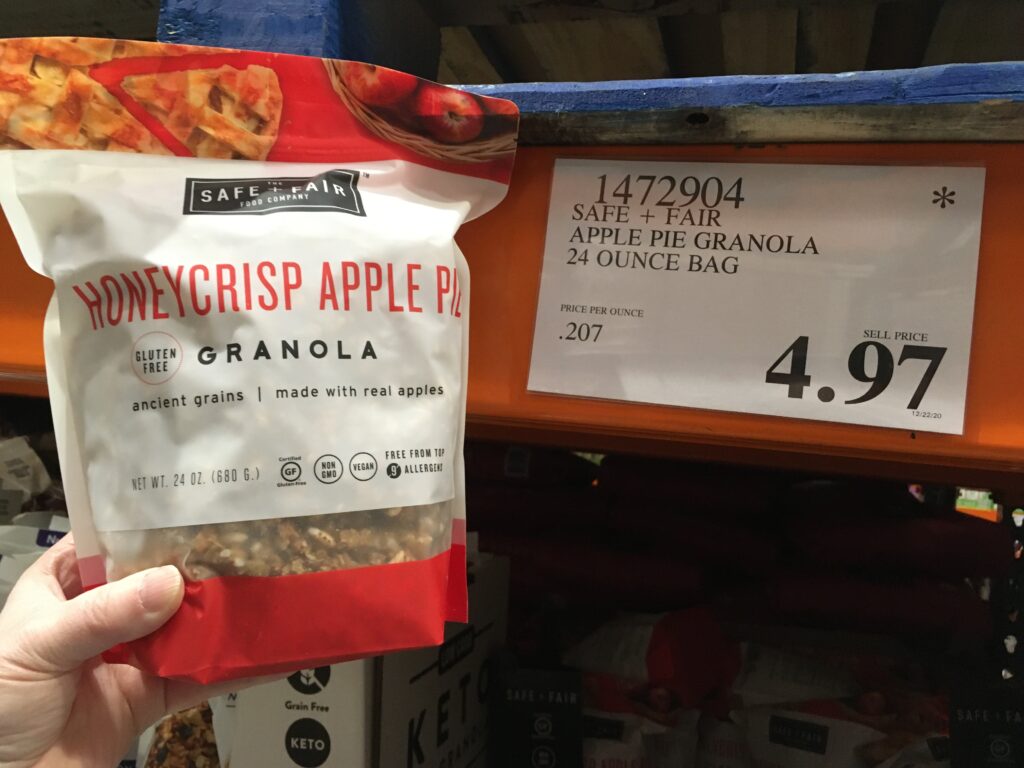 THE
SAFE + FAIR
FOOD COMPANY
TM
HONEYCRISP APPLE PIE
GLUTEN
FREE
GRANOLA
ancient grains | made with real apples
NET WT. 24 OZ. (680 G.)
Certified
GF
Gluten-Free
NON
GMO
VEGAN
FREE FROM TOP
9 ALLERGENS
1472904
*
SAFE + FAIR
APPLE PIE GRANOLA
24 OUNCE BAG
PRICE PER OUNCE
.207
SELL PRICE
4.97
12/22/20
Grain Free
KETO
KETO
SAFE + FAIR
SAFE + FAIR